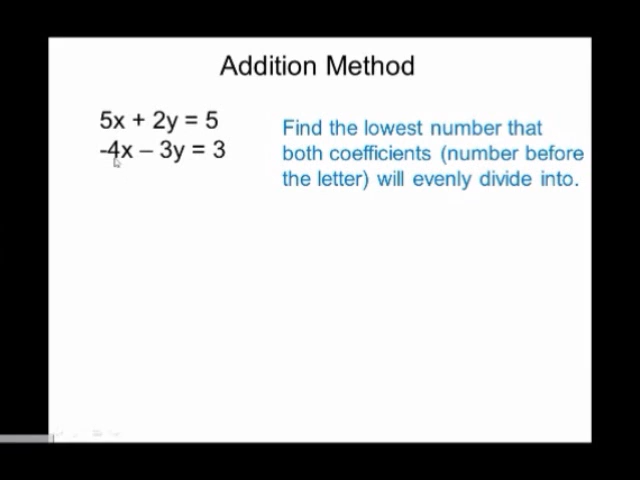 Addition Method
5x + 2y = 5
-4x – 3y = 3
Find the lowest number that
both coefficients (number before
the letter) will evenly divide into.